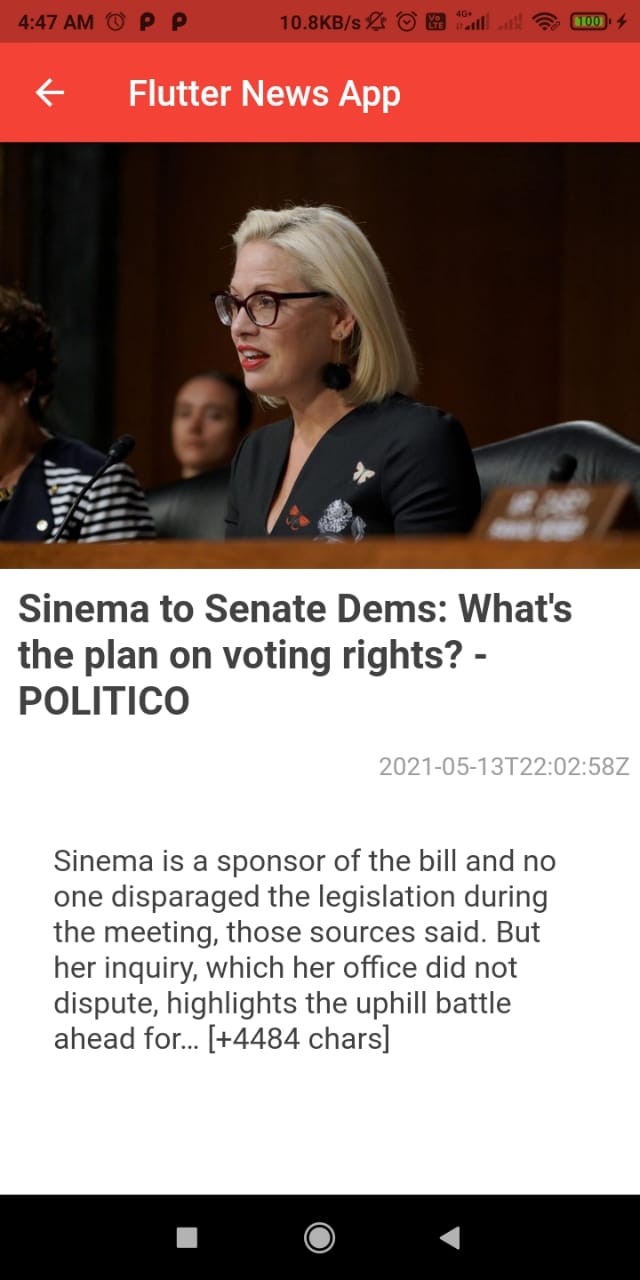 4:47 AM P P 10.8KB/s Vo LTE 4G+ 100
Flutter News App
Sinema to Senate Dems: What's
the plan on voting rights? -
POLITICO
2021-05-13T22:02:58Z
Sinema is a sponsor of the bill and no
one disparaged the legislation during
the meeting, those sources said. But
her inquiry, which her office did not
dispute, highlights the uphill battle
ahead for… [+4484 chars]